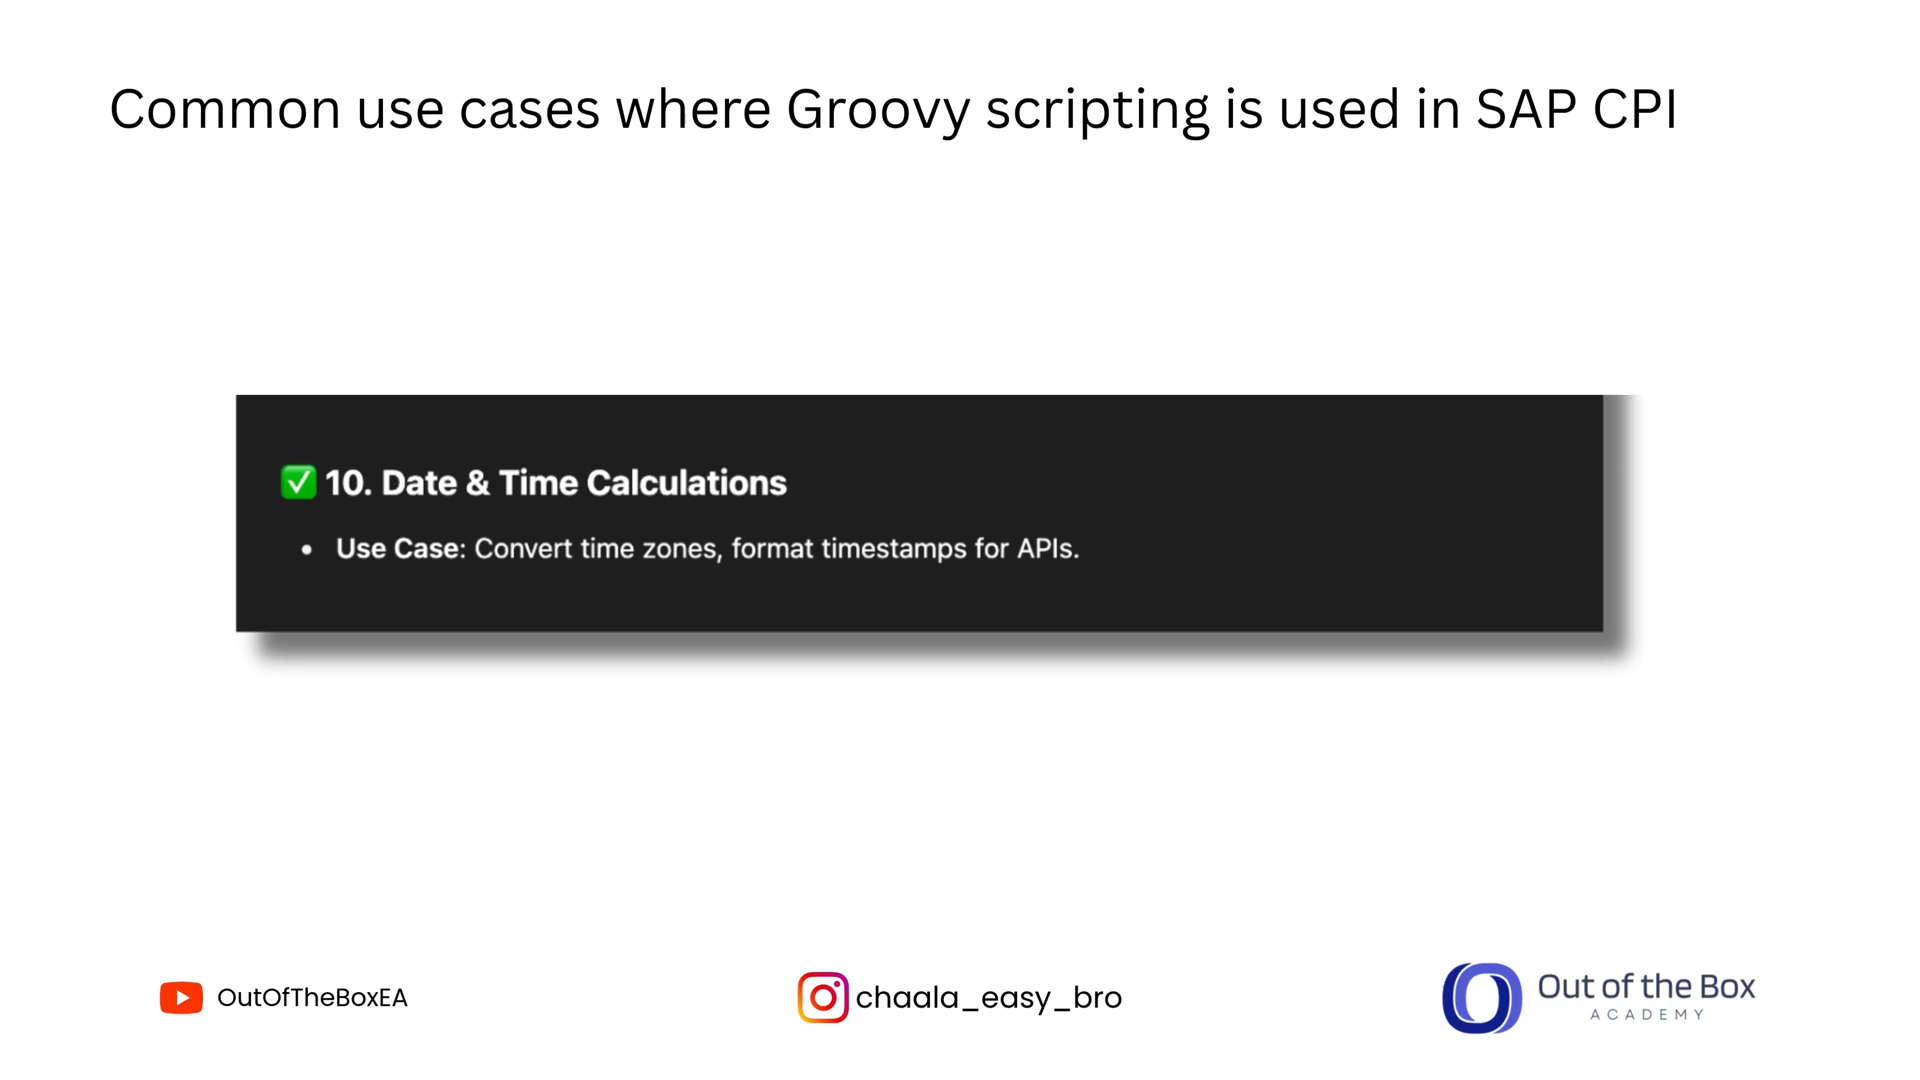 Common use cases where Groovy scripting is used in SAP CPI
✅ 10. Date & Time Calculations
• Use Case: Convert time zones, format timestamps for APIs.
OutOfTheBoxEA
chaala_easy_bro
Out of the Box
ACADEMY